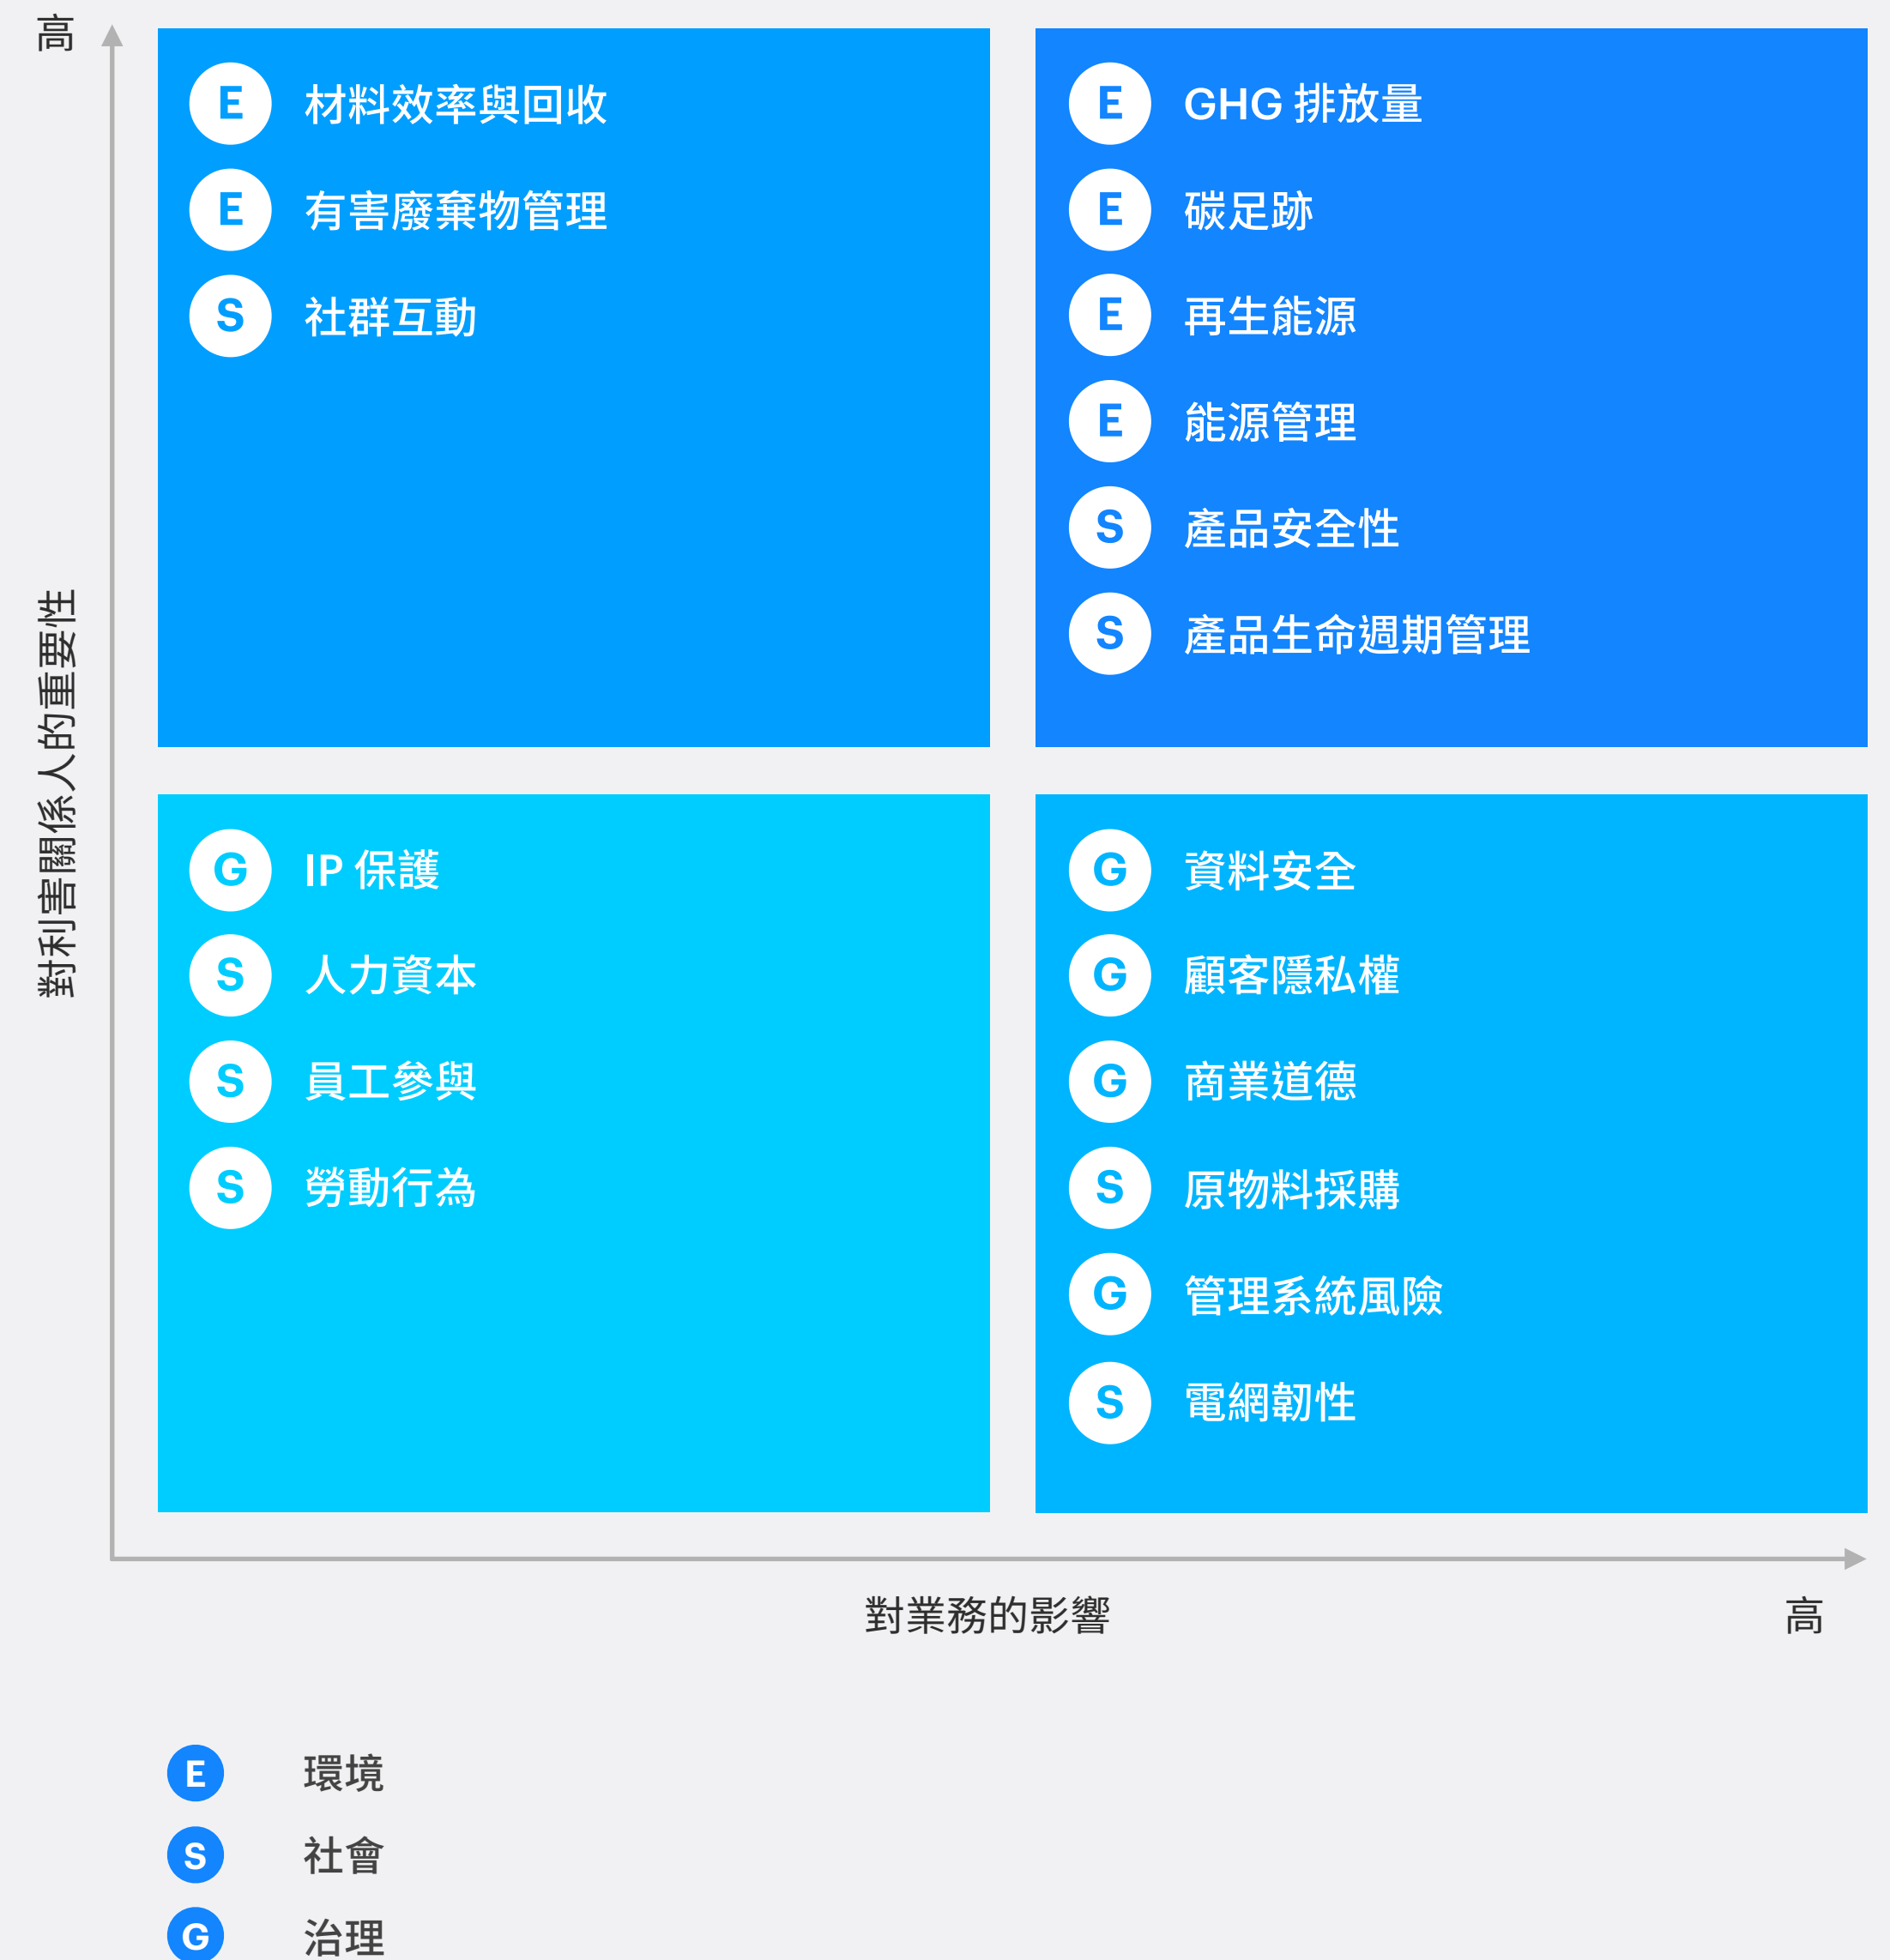 高
對利害關係人的重要性
E 材料效率與回收
E 有害廢棄物管理
S 社群互動
E GHG 排放量
E 碳足跡
E 再生能源
E 能源管理
S 產品安全性
S 產品生命週期管理
G IP 保護
S 人力資本
S 員工參與
S 勞動行為
G 資料安全
G 顧客隱私權
G 商業道德
S 原物料採購
G 管理系統風險
S 電網韌性
對業務的影響
高
E 環境
S 社會
G 治理